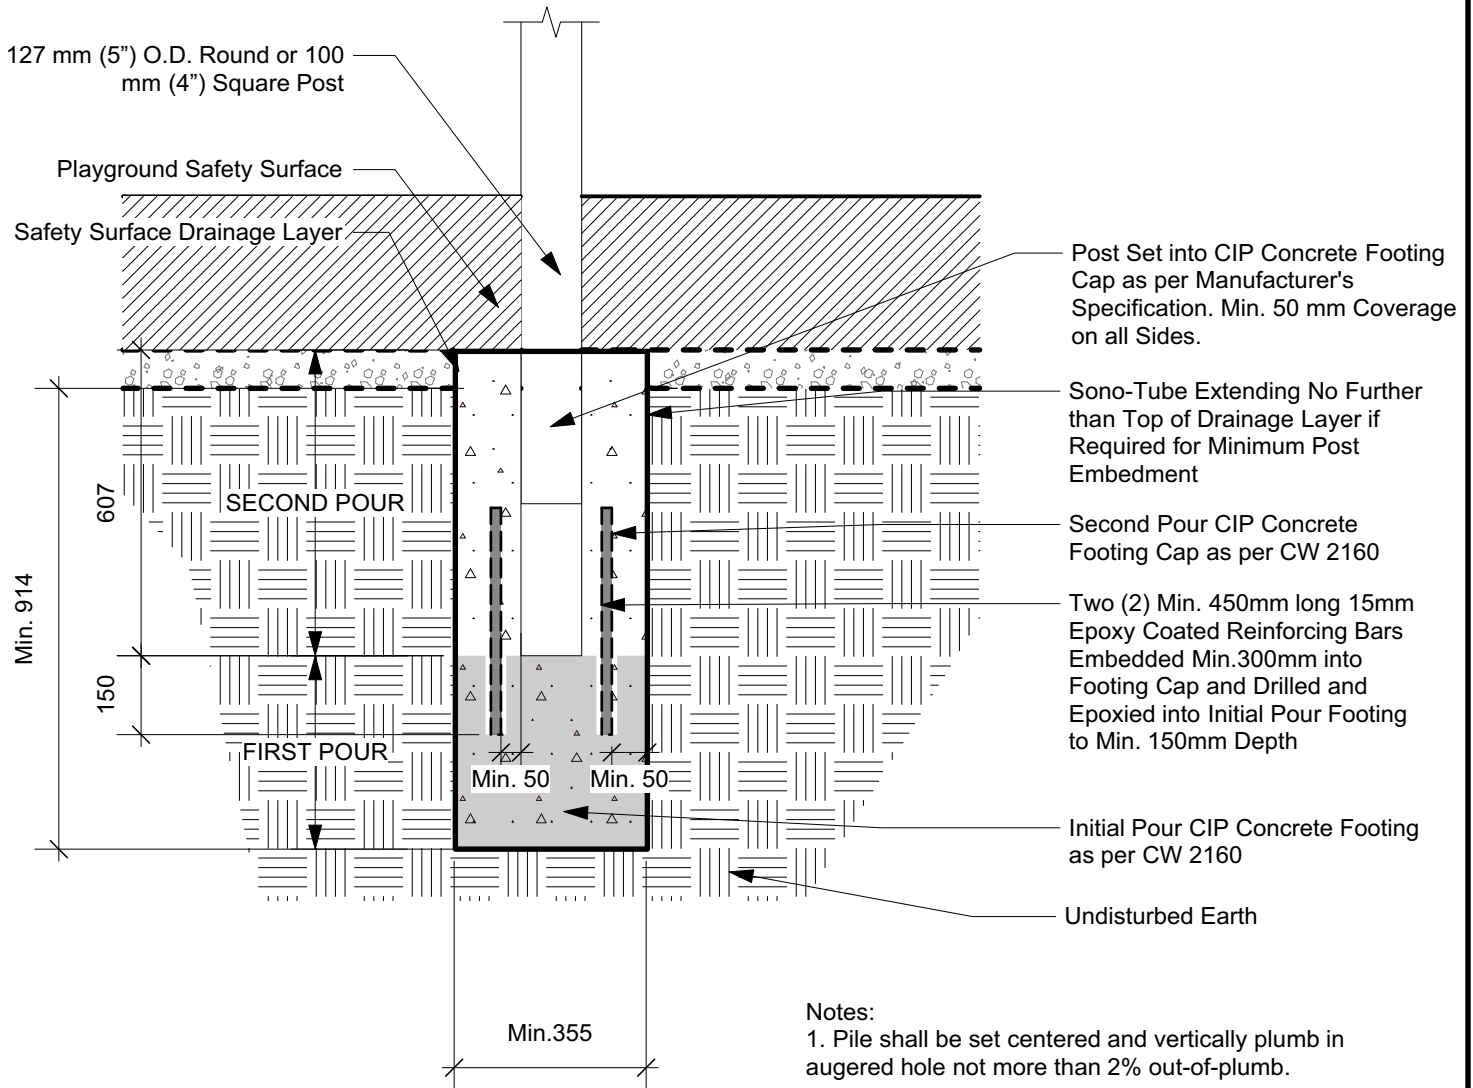 127 mm (5”) O.D. Round or 100
mm (4”) Square Post
Playground Safety Surface
Safety Surface Drainage Layer
Post Set into CIP Concrete Footing
Cap as per Manufacturer's
Specification. Min. 50 mm Coverage
on all Sides.
Sono-Tube Extending No Further
than Top of Drainage Layer if
Required for Minimum Post
Embedment
607
SECOND POUR
Second Pour CIP Concrete
Footing Cap as per CW 2160
Min. 914
Two (2) Min. 450mm long 15mm
Epoxy Coated Reinforcing Bars
Embedded Min.300mm into
Footing Cap and Drilled and
Epoxied into Initial Pour Footing
to Min. 150mm Depth
150
FIRST POUR
Min. 50
Min. 50
Initial Pour CIP Concrete Footing
as per CW 2160
Undisturbed Earth
Min.355
Notes:
1. Pile shall be set centered and vertically plumb in
augered hole not more than 2% out-of-plumb.